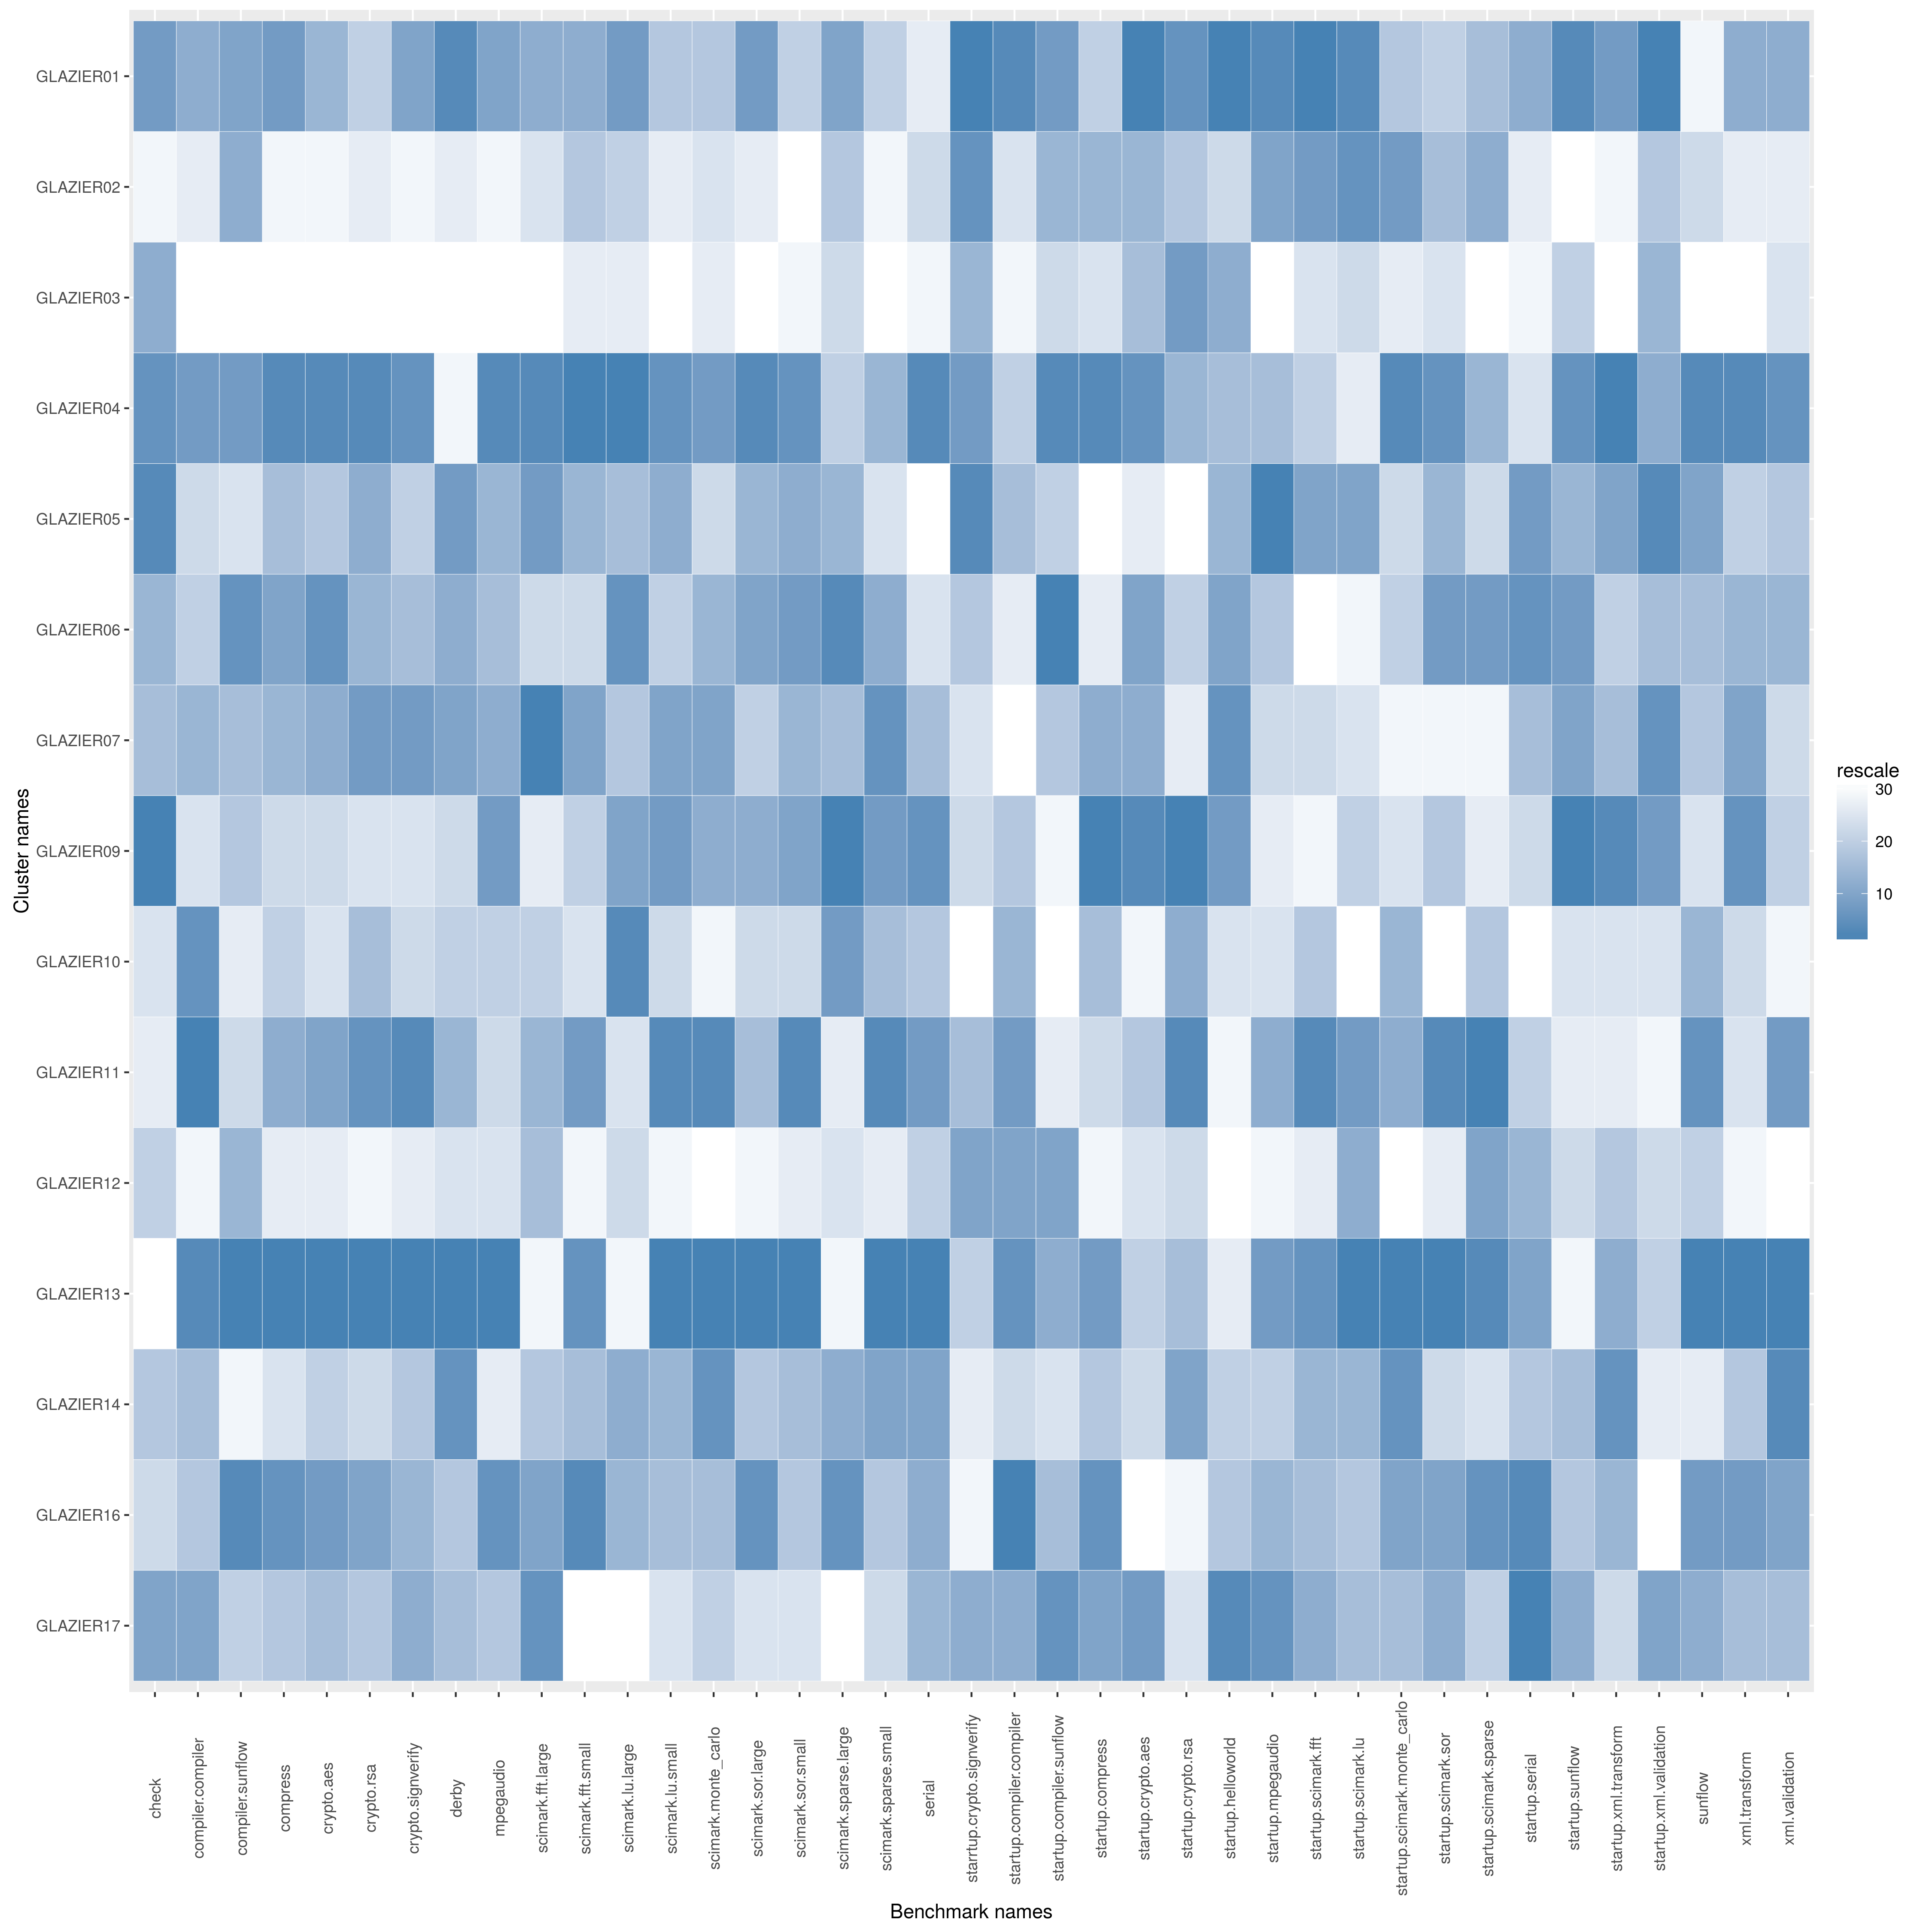 GLAZIER01
GLAZIER02
GLAZIER03
GLAZIER04
GLAZIER05
GLAZIER06
GLAZIER07
GLAZIER09
GLAZIER10
GLAZIER11
GLAZIER12
GLAZIER13
GLAZIER14
GLAZIER16
GLAZIER17
Cluster names
rescale
30
20
10
check
compiler.compiler
compiler.sunflow
compress
crypto.aes
crypto.rsa
crypto.signverify
derby
mpegaudio
scimark.fft.large
scimark.fft.small
scimark.lu.large
scimark.lu.small
scimark.monte_carlo
scimark.sor.large
scimark.sor.small
scimark.sparse.large
scimark.sparse.small
serial
starrtup.crypto.signverify
startup.compiler.compiler
startup.compiler.sunflow
startup.compress
startup.crypto.aes
startup.crypto.rsa
startup.helloworld
startup.mpegaudio
startup.scimark.fft
startup.scimark.lu
startup.scimark.monte_carlo
startup.scimark.sor
startup.scimark.sparse
startup.serial
startup.sunflow
startup.xml.transform
startup.xml.validation
sunflow
xml.transform
xml.validation
Benchmark names